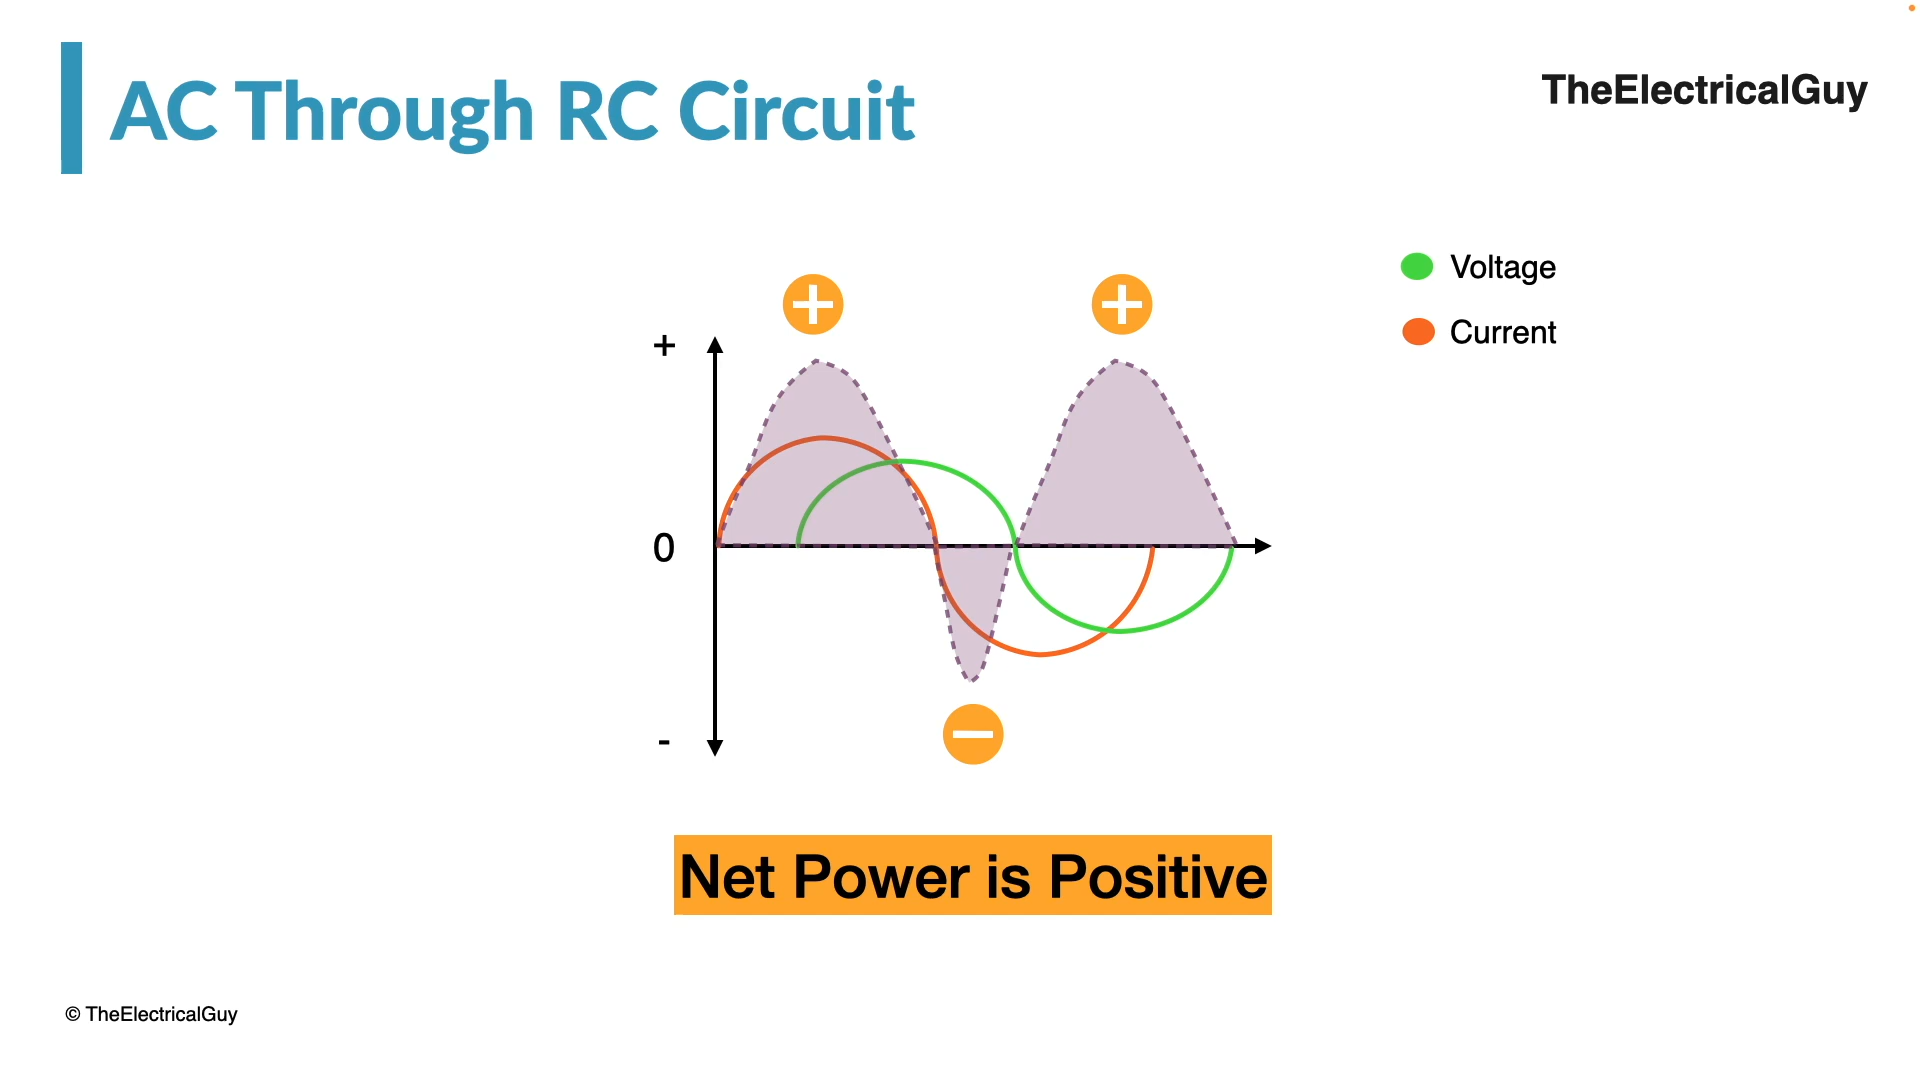 AC Through RC Circuit
TheElectricalGuy
Voltage
Current
+
0
-
Net Power is Positive
© TheElectricalGuy